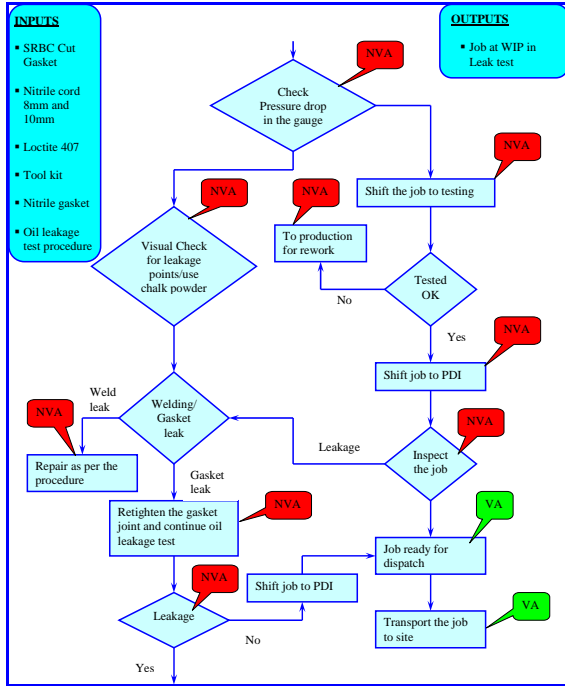 INPUTS
▪ SRBC Cut
Gasket
▪ Nitrile cord
8mm and
10mm
▪ Loctite 407
▪ Tool kit
▪ Nitrile gasket
▪ Oil leakage
test procedure
OUTPUTS
▪ Job at WIP in
Leak test
NVA
Check
Pressure drop
in the gauge
NVA
Shift the job to testing
NVA
Visual Check
for leakage
points/use
chalk powder
NVA
To production
for rework
Tested
OK
No
Yes
NVA
Shift job to PDI
Weld
leak
NVA
Welding/
Gasket
leak
Leakage
NVA
Inspect
the job
Repair as per the
procedure
Gasket
leak
NVA
Retighten the gasket
joint and continue oil
leakage test
VA
Job ready for
dispatch
NVA
Leakage
Shift job to PDI
No
Yes
VA
Transport the job
to site